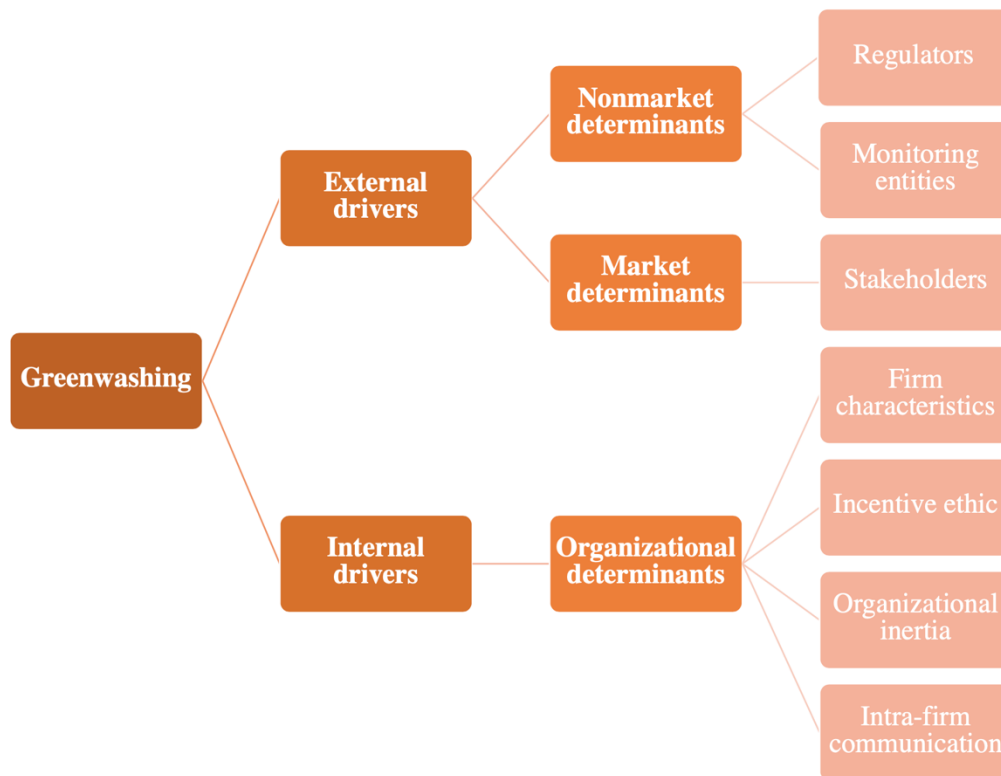 Greenwashing
External
drivers
Internal
drivers
Nonmarket
determinants
Market
determinants
Organizational
determinants
Regulators
Monitoring
entities
Stakeholders
Firm
characteristics
Incentive ethic
Organizational
inertia
Intra-firm
communication